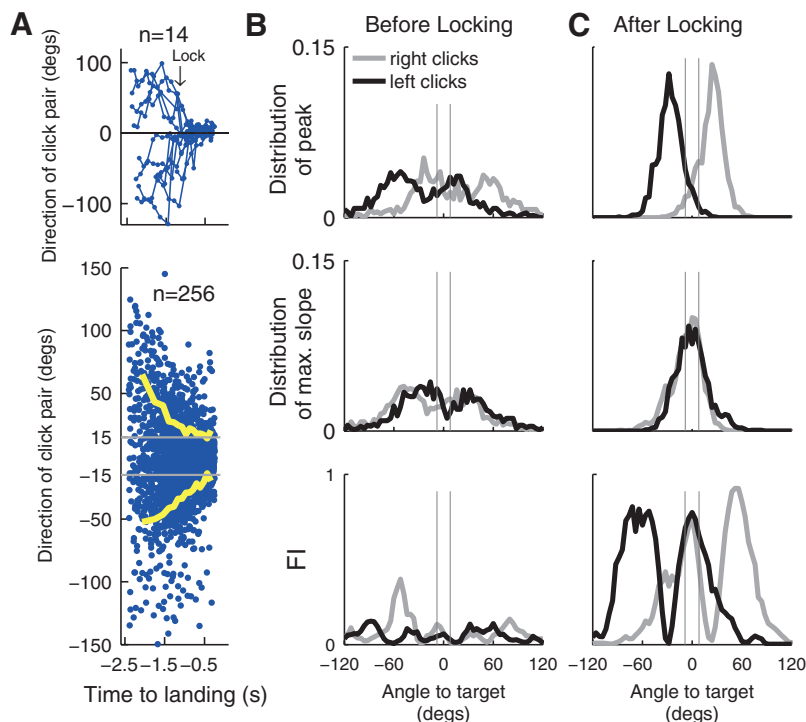 A
n=14
Lock
Direction of click pair (degs)
100
0
−100
n=256
Direction of click pair (degs)
150
100
50
15
−15
−50
−100
−150
−2.5 −1.5 −0.5
Time to landing (s)
B
Before Locking
right clicks
left clicks
Distribution
of peak
0.15
0
Distribution
of max. slope
0.15
0
FI
1
0
−120 −60 0 60 120
Angle to target
(degs)
C
After Locking
−120 −60 0 60 120
Angle to target
(degs)